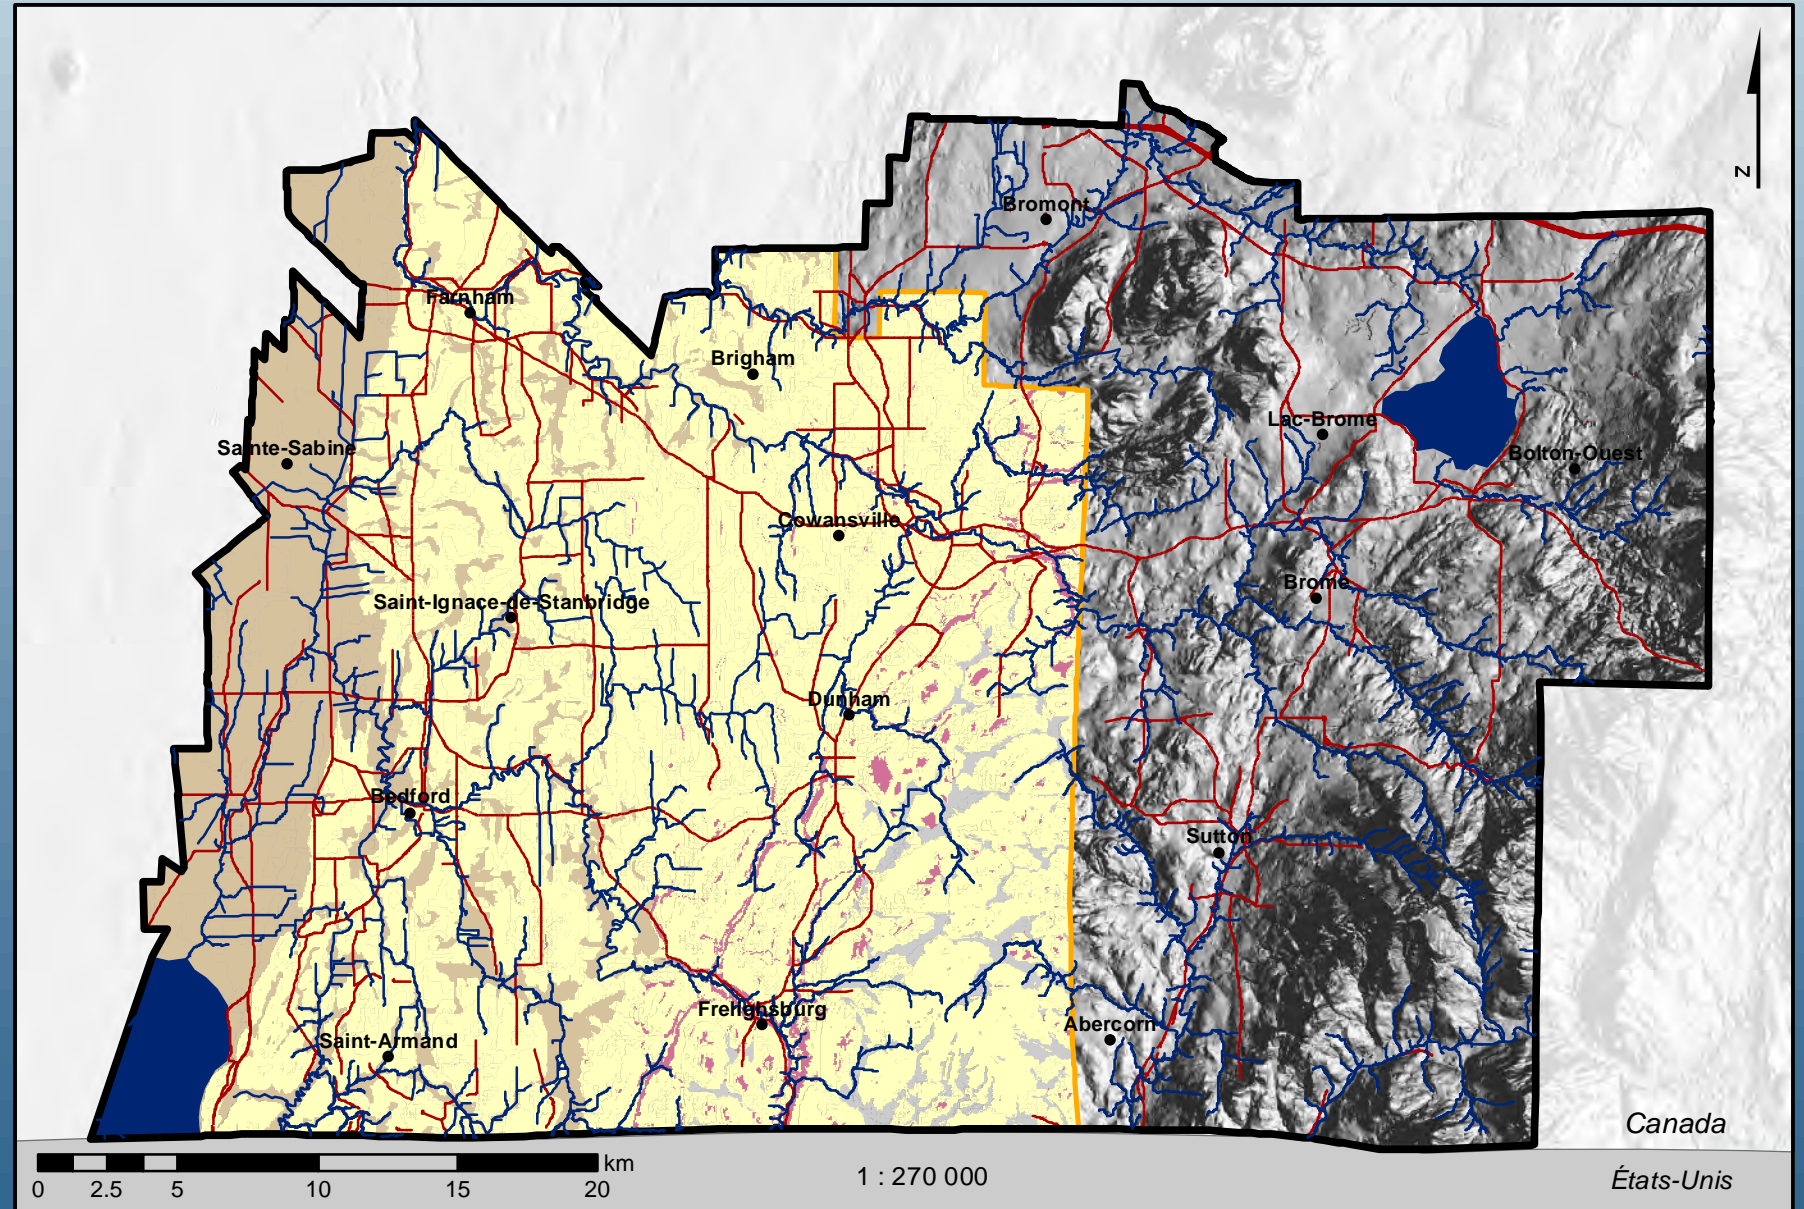 N
Bromont
Farnham
Brigham
Lac-Brome
Sainte-Sabine
Bolton-Ouest
Cowansville
Brome
Saint-Ignace-de-Stanbridge
Dunham
Bedford
Sutton
Frelighsburg
Abercorn
Saint-Armand
Canada
km
1 : 270 000
États-Unis
0 2.5 5 10 15 20